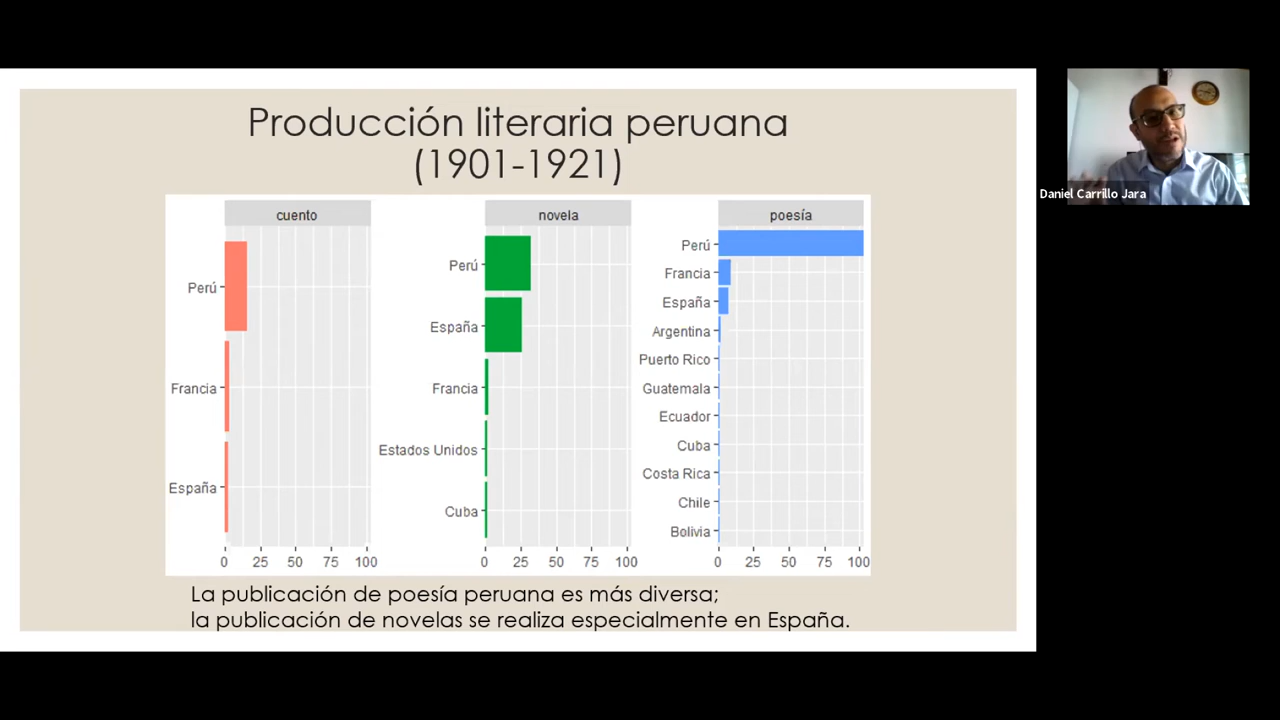 Producción literaria peruana
(1901-1921)
cuento
Perú
Francia
España
0 25 50 75 100
novela
Perú
España
Francia
Estados Unidos
Cuba
0 25 50 75 100
poesía
Perú
Francia
España
Argentina
Puerto Rico
Guatemala
Ecuador
Cuba
Costa Rica
Chile
Bolivia
0 25 50 75 100
La publicación de poesía peruana es más diversa;
la publicación de novelas se realiza especialmente en España.
Daniel Carrillo Jara